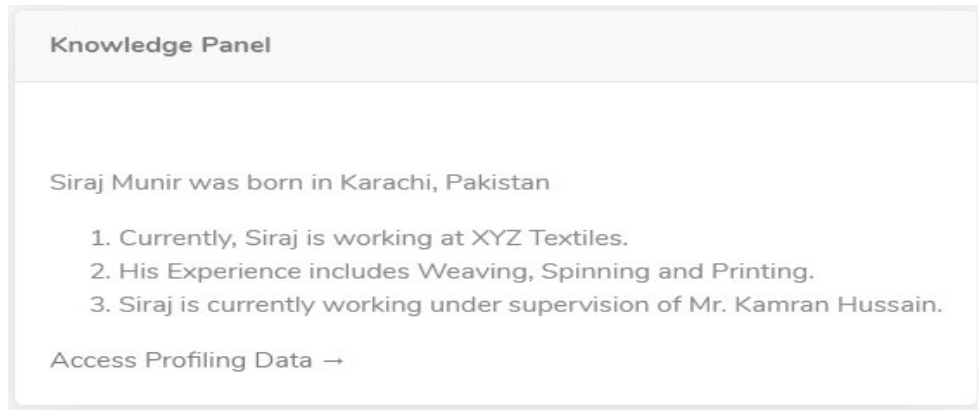 Knowledge Panel
Siraj Munir was born in Karachi, Pakistan
1. Currently, Siraj is working at XYZ Textiles.
2. His Experience includes Weaving, Spinning and Printing.
3. Siraj is currently working under supervision of Mr. Kamran Hussain.
Access Profiling Data →